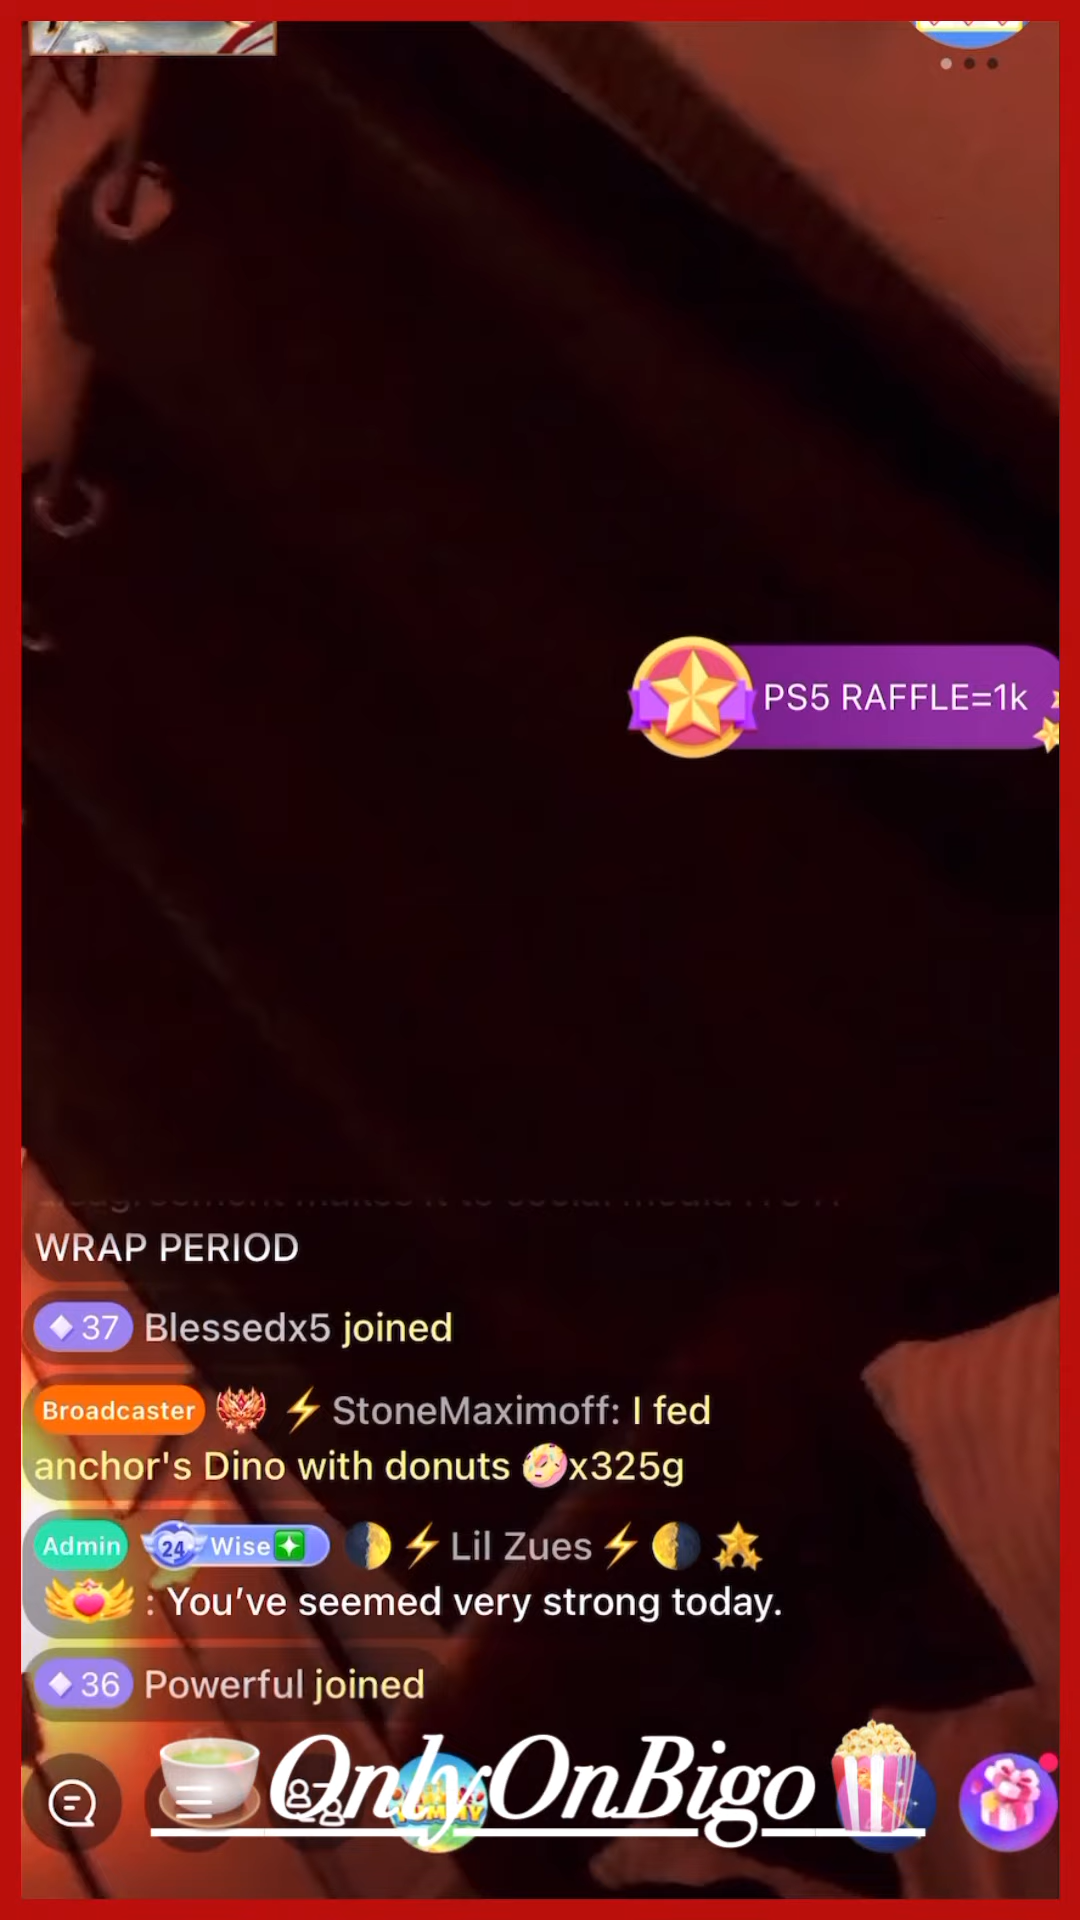 PS5 RAFFLE=1k
WRAP PERIOD
37 Blessedx5 joined
Broadcaster ⚡ StoneMaximoff: I fed
anchor's Dino with donuts 🍩x325g
Admin 24 Wise 🌓⚡Lil Zues⚡🌗
: You’ve seemed very strong today.
36 Powerful joined
OnlyOnBigo